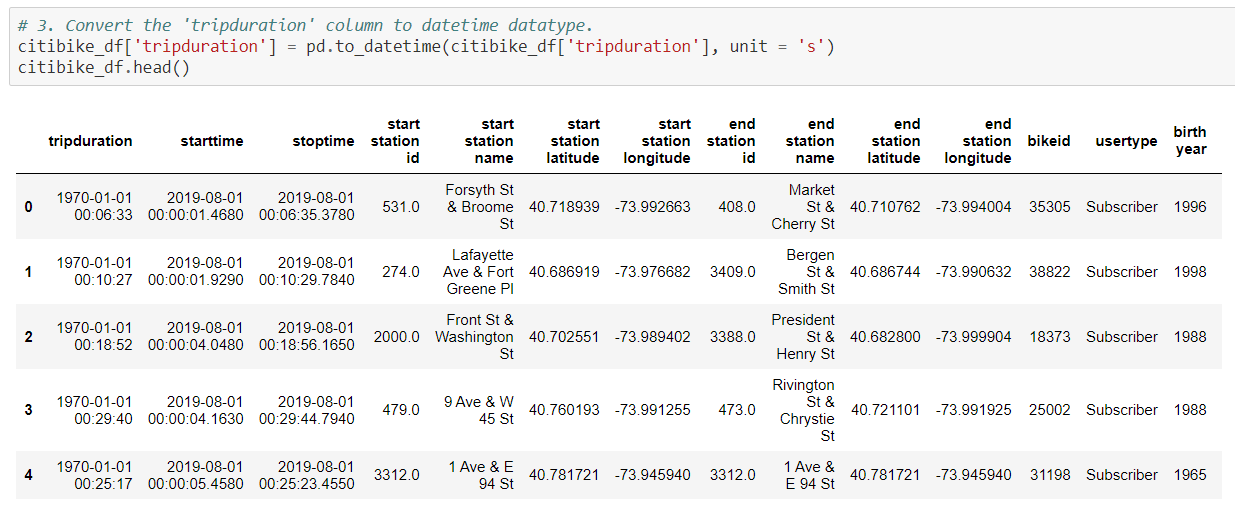 # 3. Convert the 'tripduration' column to datetime datatype.
citibike_df['tripduration'] = pd.to_datetime(citibike_df['tripduration'], unit = 's')
citibike_df.head()
tripduration starttime stoptime start station id start station name start station latitude start station longitude end station id end station name end station latitude end station longitude bikeid usertype birth year
0 1970-01-01 00:06:33 2019-08-01 00:00:01.4680 2019-08-01 00:06:35.3780 531.0 Forsyth St & Broome St 40.718939 -73.992663 408.0 Market St & Cherry St 40.710762 -73.994004 35305 Subscriber 1996
1 1970-01-01 00:10:27 2019-08-01 00:00:01.9290 2019-08-01 00:10:29.7840 274.0 Lafayette Ave & Fort Greene Pl 40.686919 -73.976682 3409.0 Bergen St & Smith St 40.686744 -73.990632 38822 Subscriber 1998
2 1970-01-01 00:18:52 2019-08-01 00:00:04.0480 2019-08-01 00:18:56.1650 2000.0 Front St & Washington St 40.702551 -73.989402 3388.0 President St & Henry St 40.682800 -73.999904 18373 Subscriber 1988
3 1970-01-01 00:29:40 2019-08-01 00:00:04.1630 2019-08-01 00:29:44.7940 479.0 9 Ave & W 45 St 40.760193 -73.991255 473.0 Rivington St & Chrystie St 40.721101 -73.991925 25002 Subscriber 1988
4 1970-01-01 00:25:17 2019-08-01 00:00:05.4580 2019-08-01 00:25:23.4550 3312.0 1 Ave & E 94 St 40.781721 -73.945940 3312.0 1 Ave & E 94 St 40.781721 -73.945940 31198 Subscriber 1965